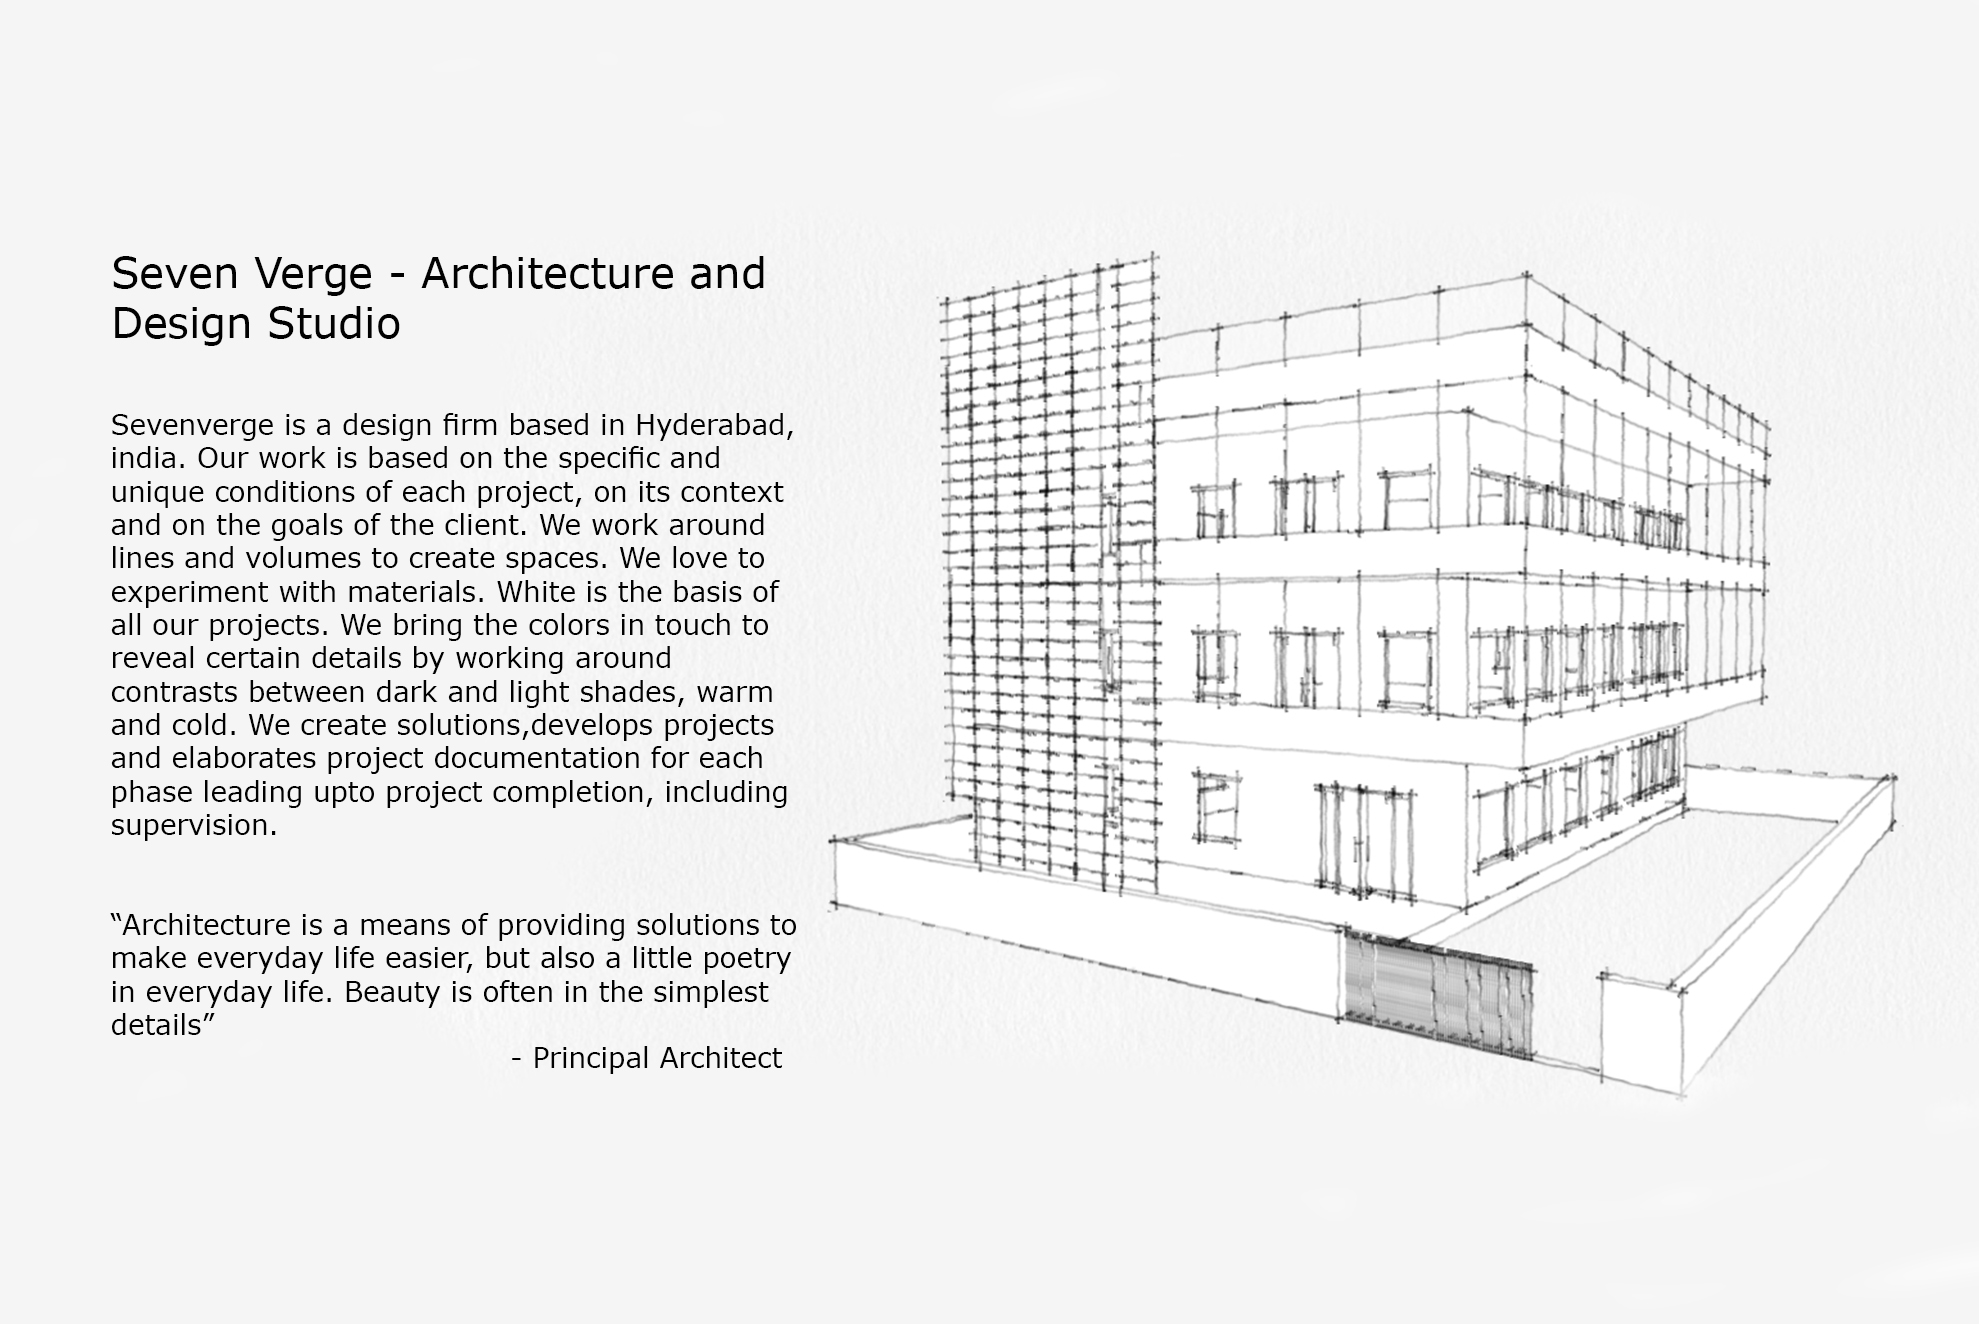 Seven Verge - Architecture and
Design Studio
Sevenverge is a design firm based in Hyderabad,
india. Our work is based on the specific and
unique conditions of each project, on its context
and on the goals of the client. We work around
lines and volumes to create spaces. We love to
experiment with materials. White is the basis of
all our projects. We bring the colors in touch to
reveal certain details by working around
contrasts between dark and light shades, warm
and cold. We create solutions,develops projects
and elaborates project documentation for each
phase leading upto project completion, including
supervision.
“Architecture is a means of providing solutions to
make everyday life easier, but also a little poetry
in everyday life. Beauty is often in the simplest
details”
- Principal Architect